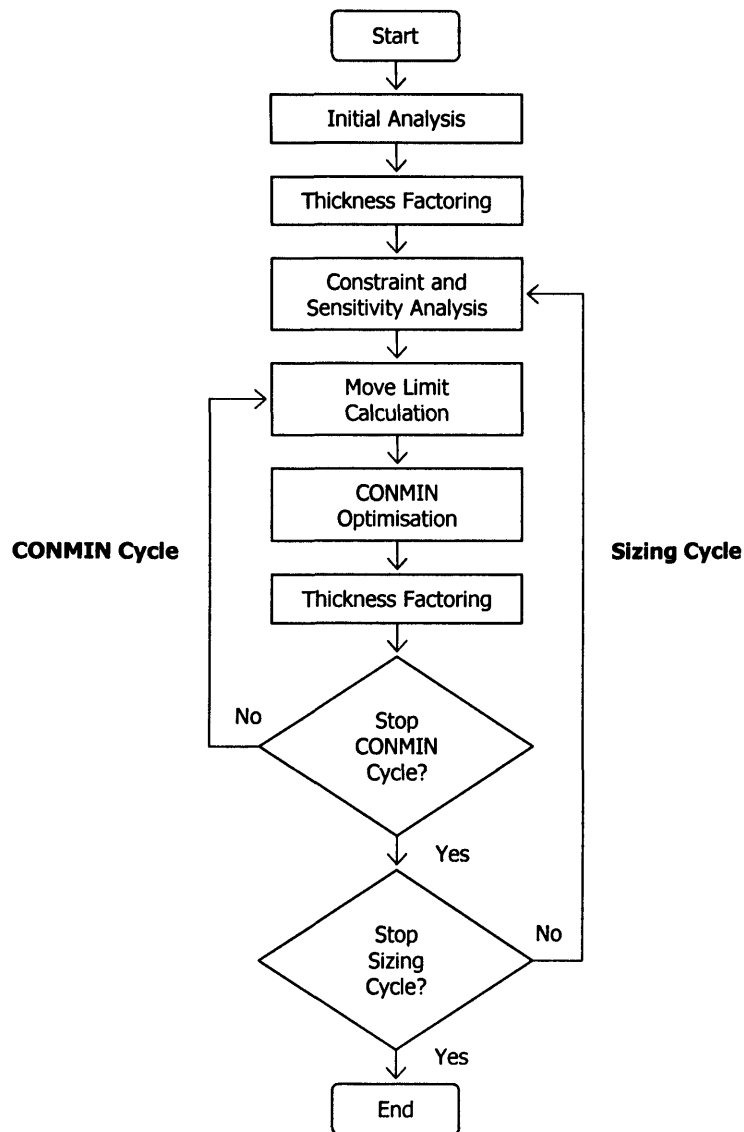 Start
Initial Analysis
Thickness Factoring
Constraint and
Sensitivity Analysis
Move Limit
Calculation
CONMIN
Optimisation
CONMIN Cycle
Sizing Cycle
Thickness Factoring
No
Stop
CONMIN
Cycle?
Yes
No
Stop
Sizing
Cycle?
Yes
End